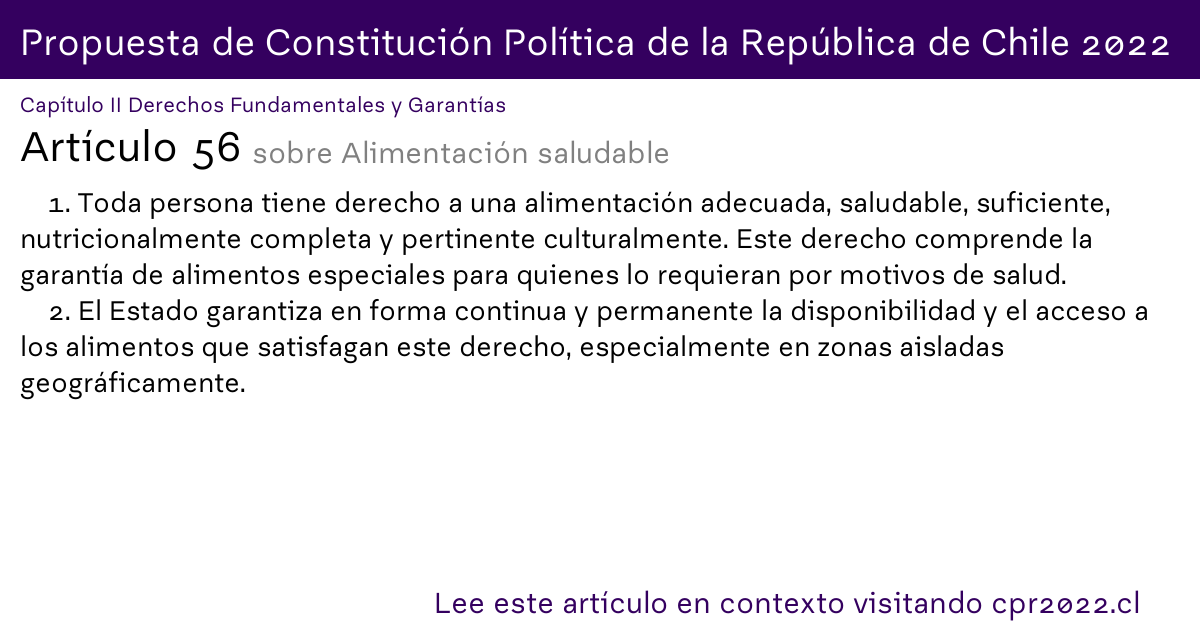 Propuesta de Constitución Política de la República de Chile 2022
Capítulo II Derechos Fundamentales y Garantías
Artículo 56 sobre Alimentación saludable
1. Toda persona tiene derecho a una alimentación adecuada, saludable, suficiente,
nutricionalmente completa y pertinente culturalmente. Este derecho comprende la
garantía de alimentos especiales para quienes lo requieran por motivos de salud.
2. El Estado garantiza en forma continua y permanente la disponibilidad y el acceso a
los alimentos que satisfagan este derecho, especialmente en zonas aisladas
geográficamente.
Lee este artículo en contexto visitando cpr2022.cl